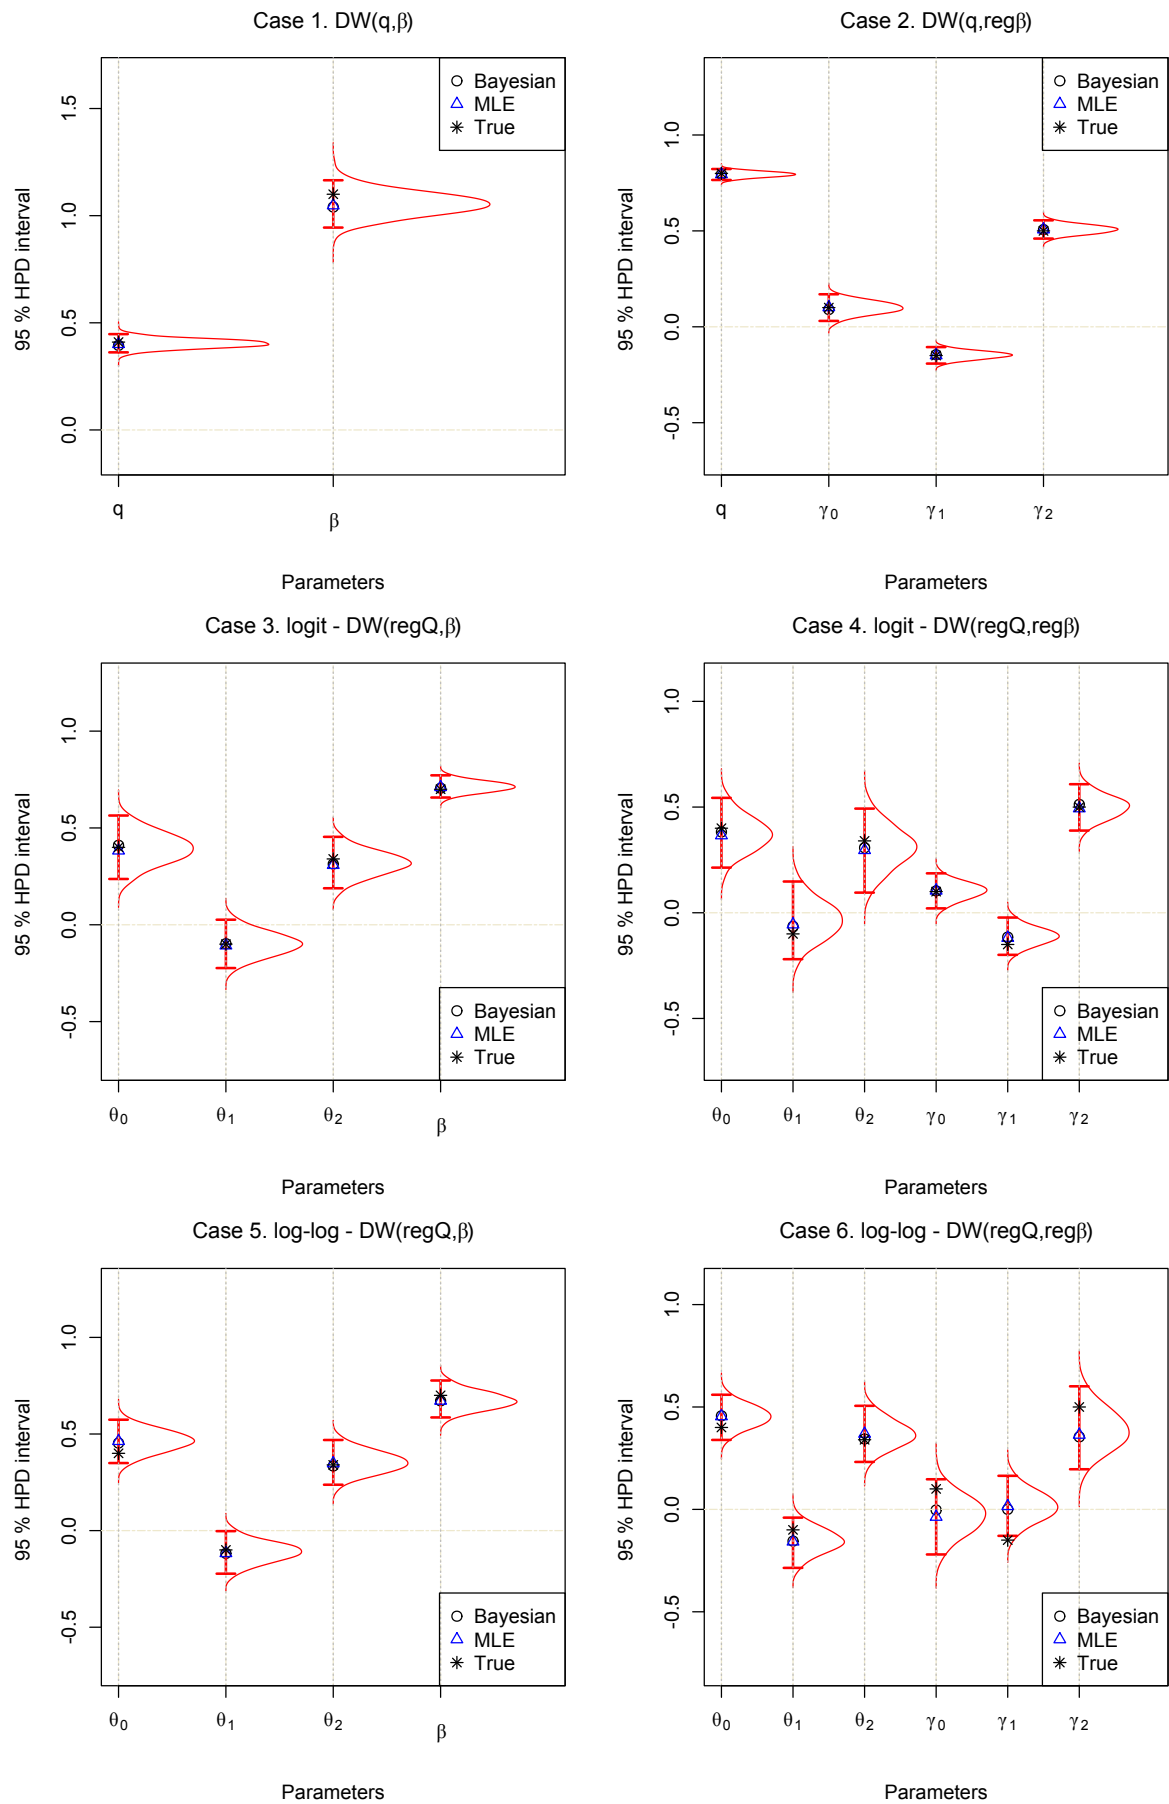 Case 1. DW(q,β)
95 % HPD interval
1.5
1.0
0.5
0.0
Bayesian
MLE
True
q
β
Parameters
Case 2. DW(q,regβ)
95 % HPD interval
1.0
0.5
0.0
-0.5
Bayesian
MLE
True
q
γ0
γ1
γ2
Parameters
Case 3. logit - DW(regQ,β)
95 % HPD interval
1.0
0.5
0.0
-0.5
Bayesian
MLE
True
θ0
θ1
θ2
β
Parameters
Case 4. logit - DW(regQ,regβ)
95 % HPD interval
1.0
0.5
0.0
-0.5
Bayesian
MLE
True
θ0
θ1
θ2
γ0
γ1
γ2
Parameters
Case 5. log-log - DW(regQ,β)
95 % HPD interval
1.0
0.5
0.0
-0.5
Bayesian
MLE
True
θ0
θ1
θ2
β
Parameters
Case 6. log-log - DW(regQ,regβ)
95 % HPD interval
1.0
0.5
0.0
-0.5
Bayesian
MLE
True
θ0
θ1
θ2
γ0
γ1
γ2
Parameters